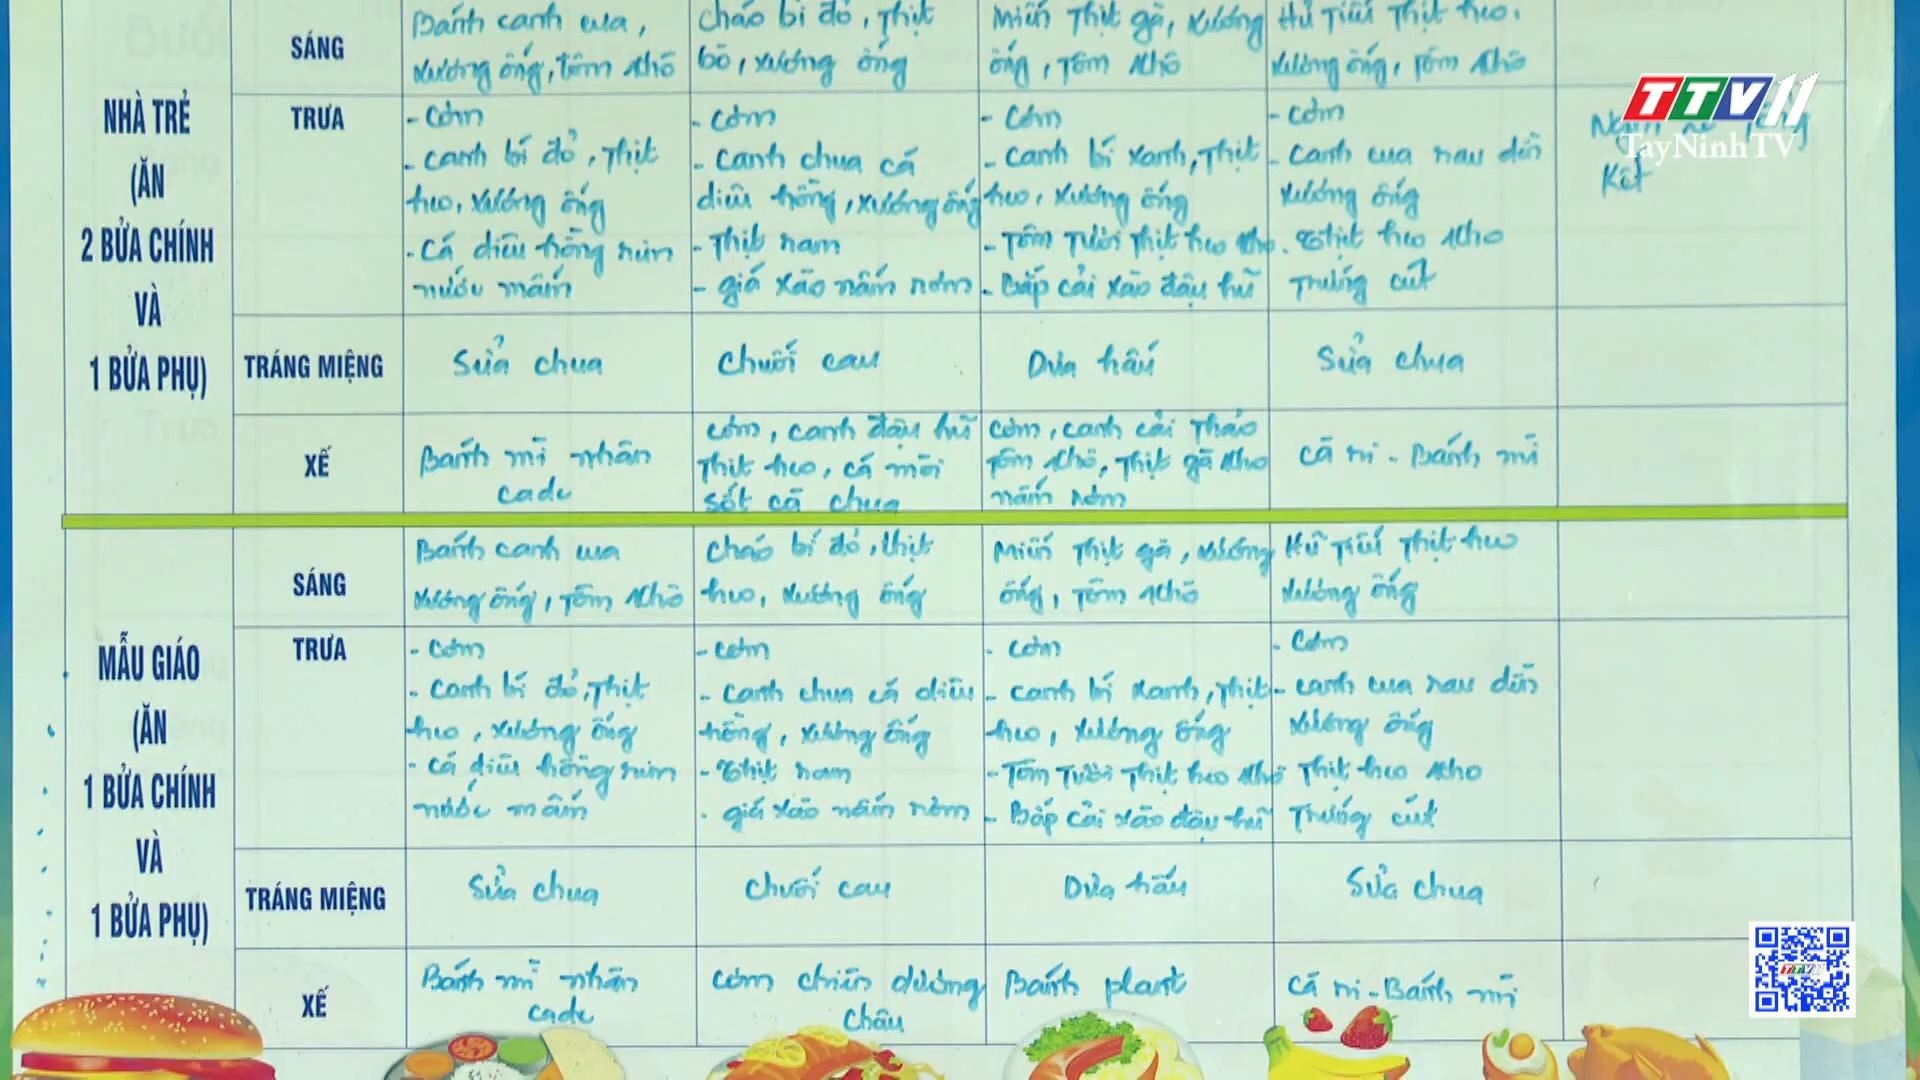 Bánh canh cua,
xương ống, tôm khô
Cháo bí đỏ, Thịt
bò, xương ống
Miến Thịt gà, xương
ống, Tôm khô
Hủ Tiếu Thịt heo,
xương ống, Tôm khô
SÁNG
NHÀ TRẺ
(ĂN
2 BỮA CHÍNH
VÀ
1 BỬA PHỤ)
TRƯA
- Cơm
- Canh bí đỏ, Thịt
heo, xương ống
- Cá diêu hồng rim
nước mắm
- Cơm
- Canh chua cá
diêu hồng, xương ống
- Thịt ram
- giá xào nấm rơm
- Cơm
- Canh bí xanh, Thịt
heo, xương ống
- Tôm Tươi Thịt heo kho
- Bắp cải xào đậu hũ
- Cơm
- Canh cua rau dền
xương ống
- Thịt heo kho
Trứng cút
Kết
TTV11
TayNinhTV
TRÁNG MIỆNG
Sữa chua
Chuối cau
Dưa hấu
Sữa chua
XẾ
Bánh mì nhân
cade
Cơm, canh đậu hũ
Thịt heo, cá mòi
sốt cà chua
Cơm, canh cải Thảo
Tôm khô, Thịt gà kho
nấm rơm
Cà ri - Bánh mì
MẪU GIÁO
(ĂN
1 BỬA CHÍNH
VÀ
1 BỬA PHỤ)
SÁNG
Bánh canh cua
xương ống, Tôm khô
Cháo bí đỏ, thịt
heo, xương ống
Miến Thịt gà, xương
ống, Tôm khô
Hủ Tiếu Thịt heo
xương ống
TRƯA
- Cơm
- Canh bí đỏ, Thịt
heo, xương ống
- Cá diêu hồng rim
nước mắm
- Cơm
- Canh chua cá diêu
hồng, xương ống
- Thịt ram
- giá xào nấm rơm
- Cơm
- Canh bí xanh, Thịt
heo, xương ống
- Tôm Tươi Thịt heo kho
- Bắp cải xào đậu hũ
- Cơm
- canh cua rau dền
xương ống
Thịt heo kho
Trứng cút
TRÁNG MIỆNG
Sữa chua
Chuối cau
Dưa hấu
Sữa chua
XẾ
Bánh mì nhân
cade
Cơm chiên dương
châu
Bánh plant
Cà ri - Bánh mì